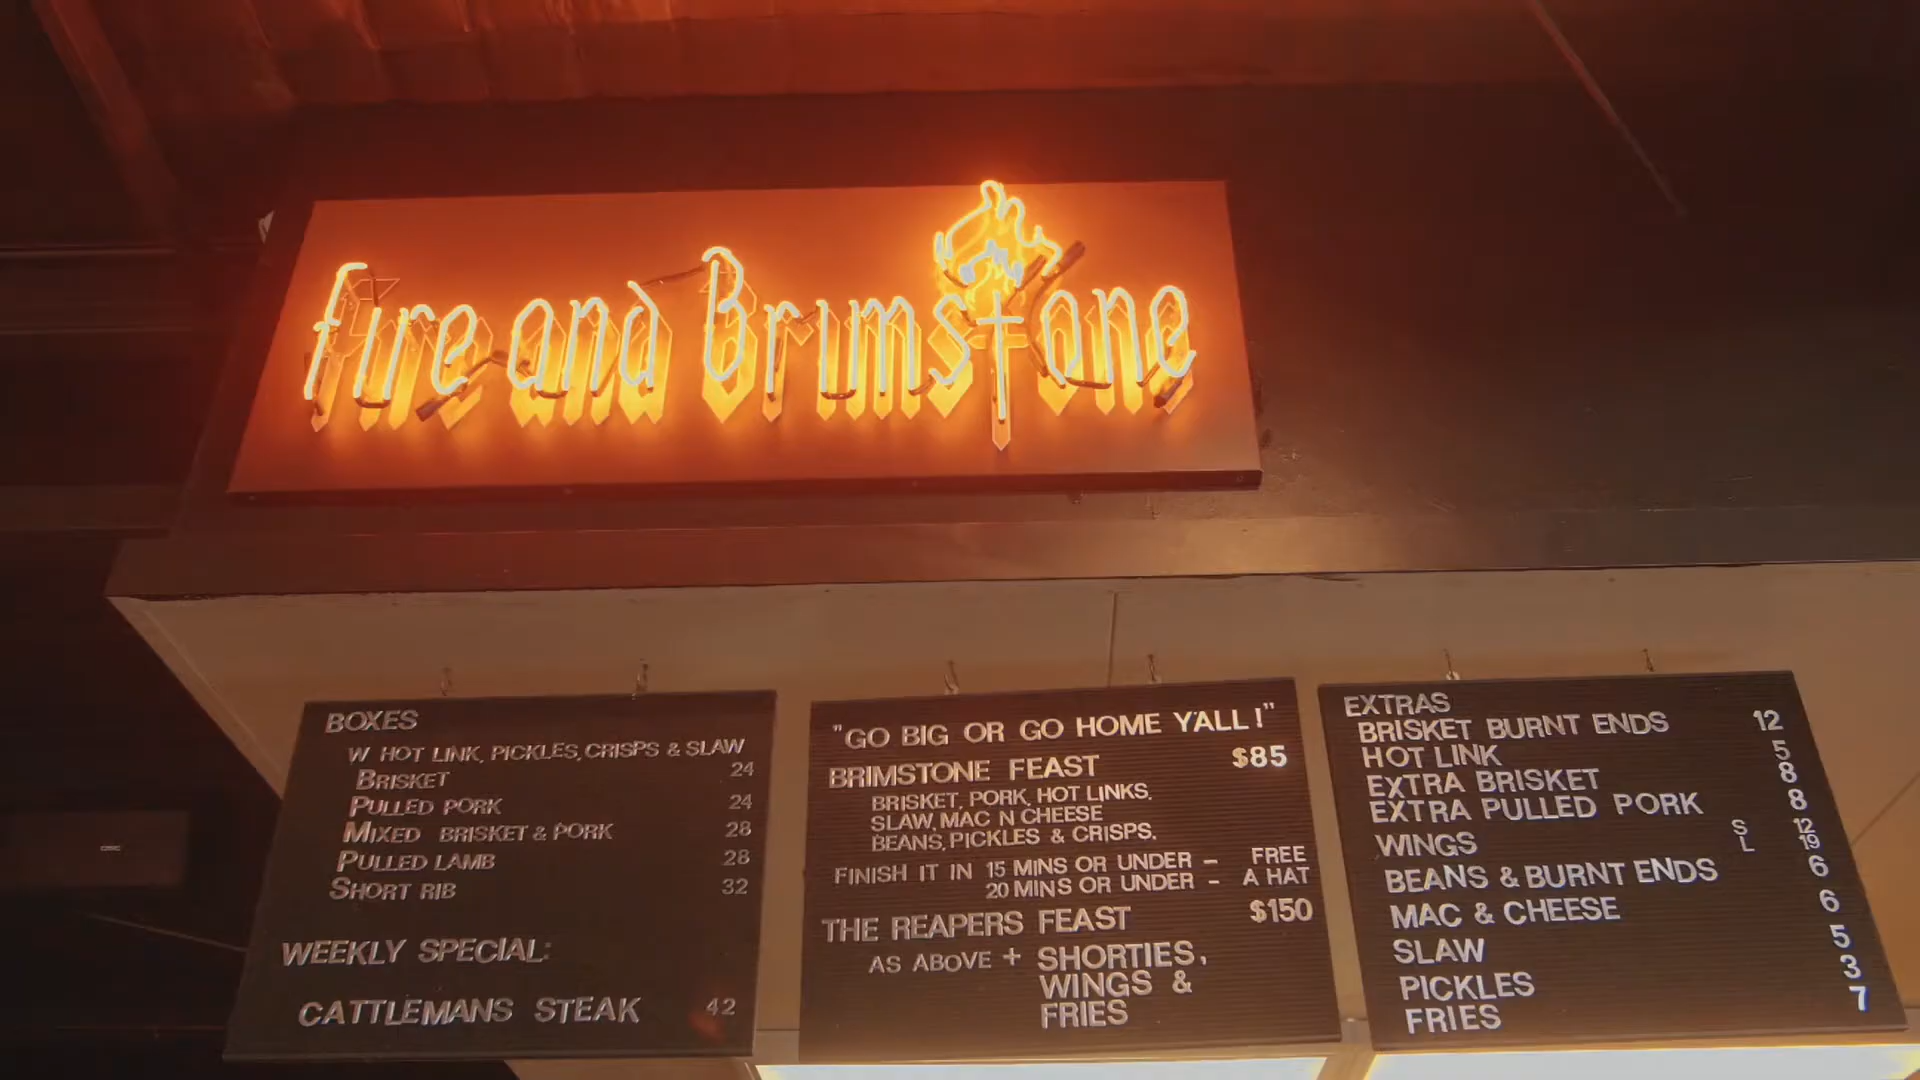 fire and Brimstone
BOXES
W HOT LINK, PICKLES, CRISPS & SLAW
BRISKET 24
PULLED PORK 24
MIXED BRISKET & PORK 28
PULLED LAMB 28
SHORT RIB 32
WEEKLY SPECIAL:
CATTLEMANS STEAK 42
"GO BIG OR GO HOME Y'ALL!"
BRIMSTONE FEAST $85
BRISKET, PORK, HOT LINKS.
SLAW, MAC N CHEESE
BEANS, PICKLES & CRISPS.
FINISH IT IN 15 MINS OR UNDER - FREE
20 MINS OR UNDER - A HAT
THE REAPERS FEAST $150
AS ABOVE + SHORTIES,
WINGS &
FRIES
EXTRAS
BRISKET BURNT ENDS 12
HOT LINK 5
EXTRA BRISKET 8
EXTRA PULLED PORK 8
WINGS S 12
L 19
BEANS & BURNT ENDS 6
MAC & CHEESE 6
SLAW 5
PICKLES 3
FRIES 7